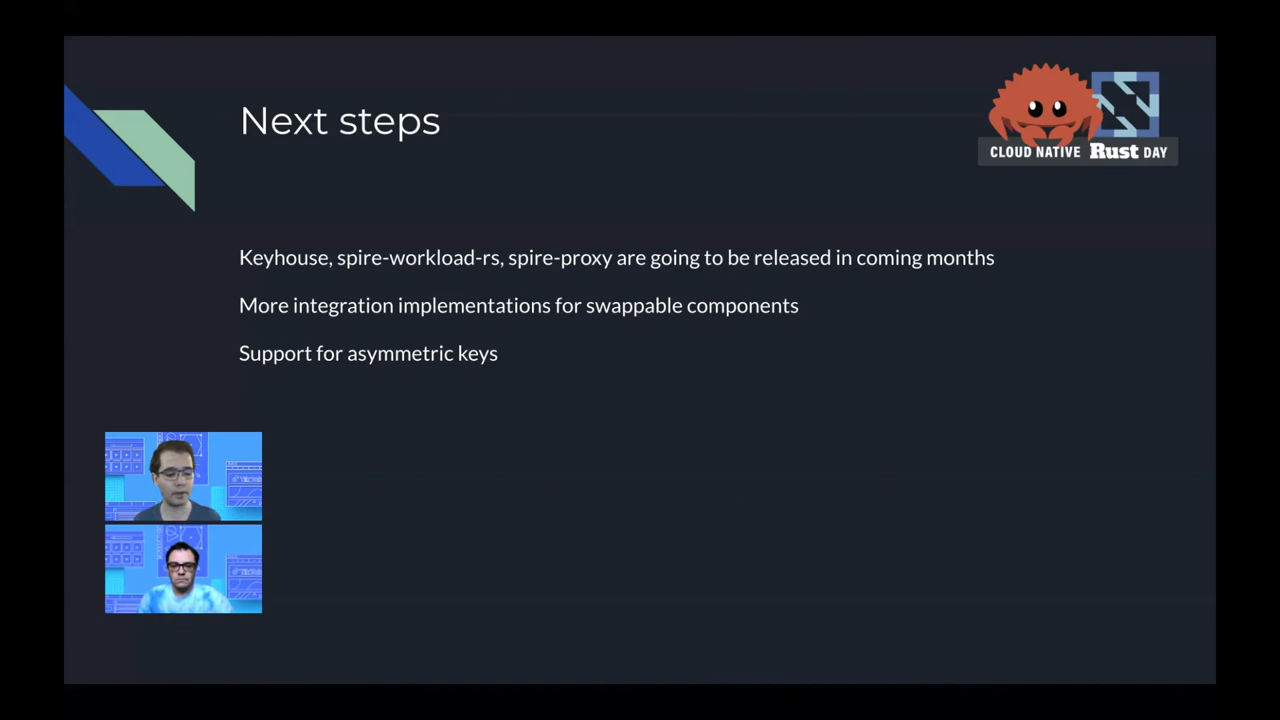 Next steps
CLOUD NATIVE Rust DAY
Keyhouse, spire-workload-rs, spire-proxy are going to be released in coming months
More integration implementations for swappable components
Support for asymmetric keys